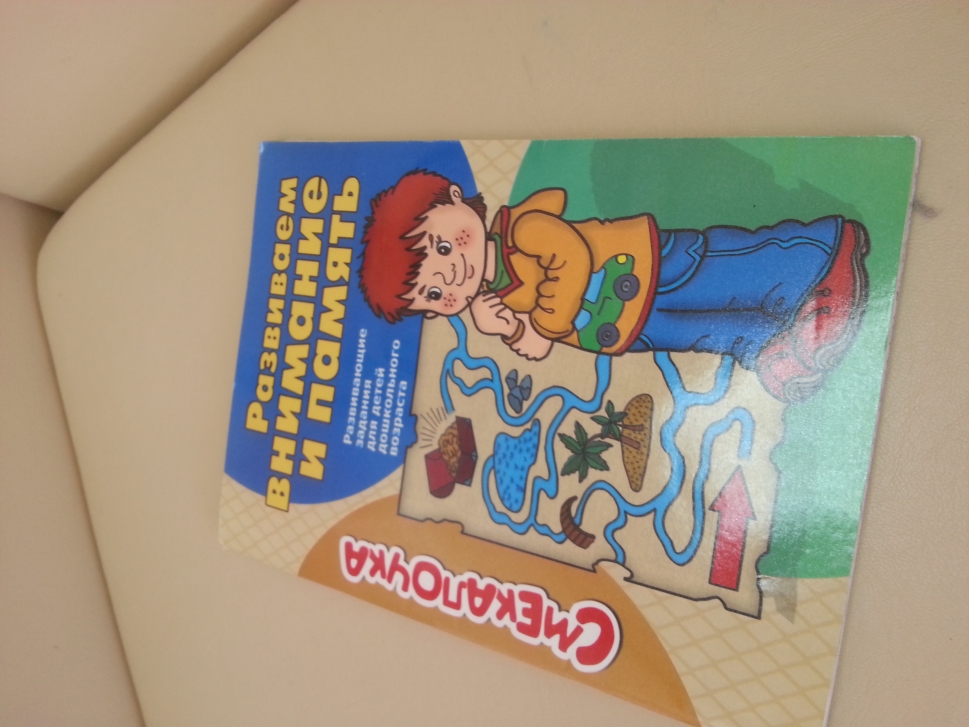 Развиваем
внимание
и память
Развивающие
задания
для детей
дошкольного
возраста
Смекалочка